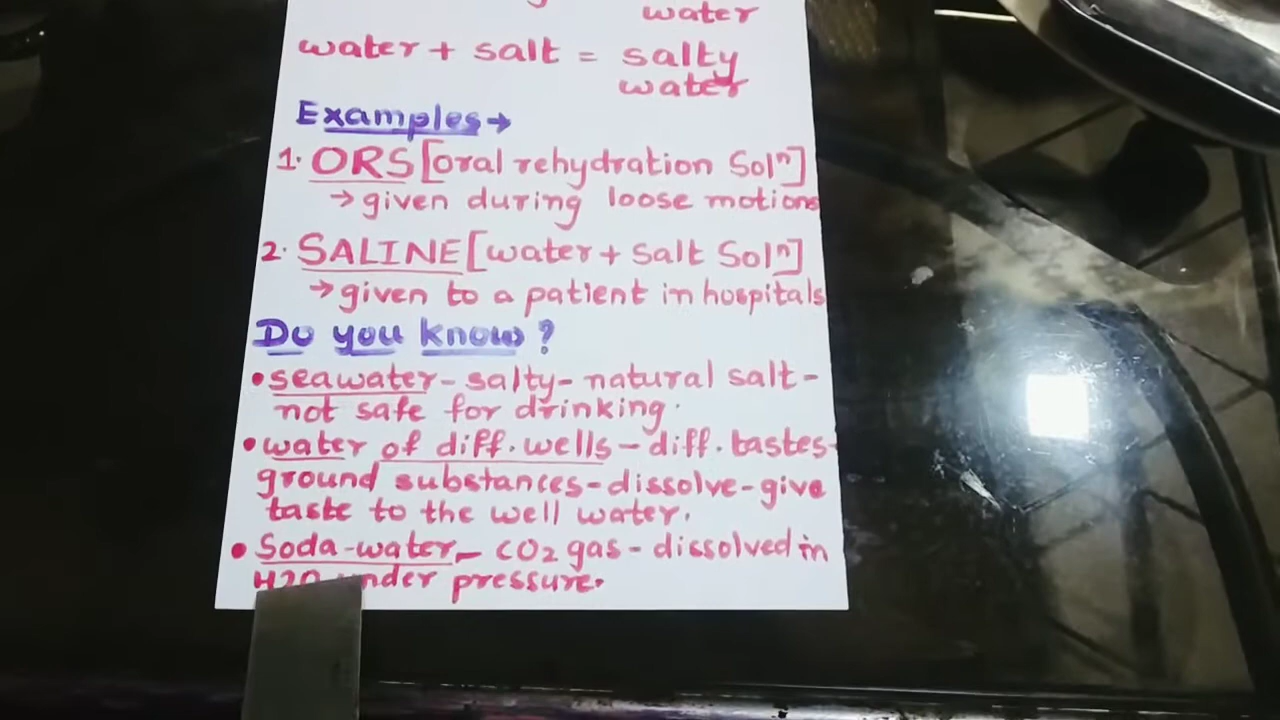 water
water + salt = salty
water
Examples→
1. ORS [oral rehydration Solⁿ]
→ given during loose motions
2. SALINE [water + Salt Solⁿ]
→ given to a patient in hospitals
Do you know?
• seawater - salty - natural salt -
not safe for drinking.
• water of diff. wells - diff. tastes -
ground substances - dissolve - give
taste to the well water.
• Soda-water - CO2 gas - dissolved in
H2O under pressure.